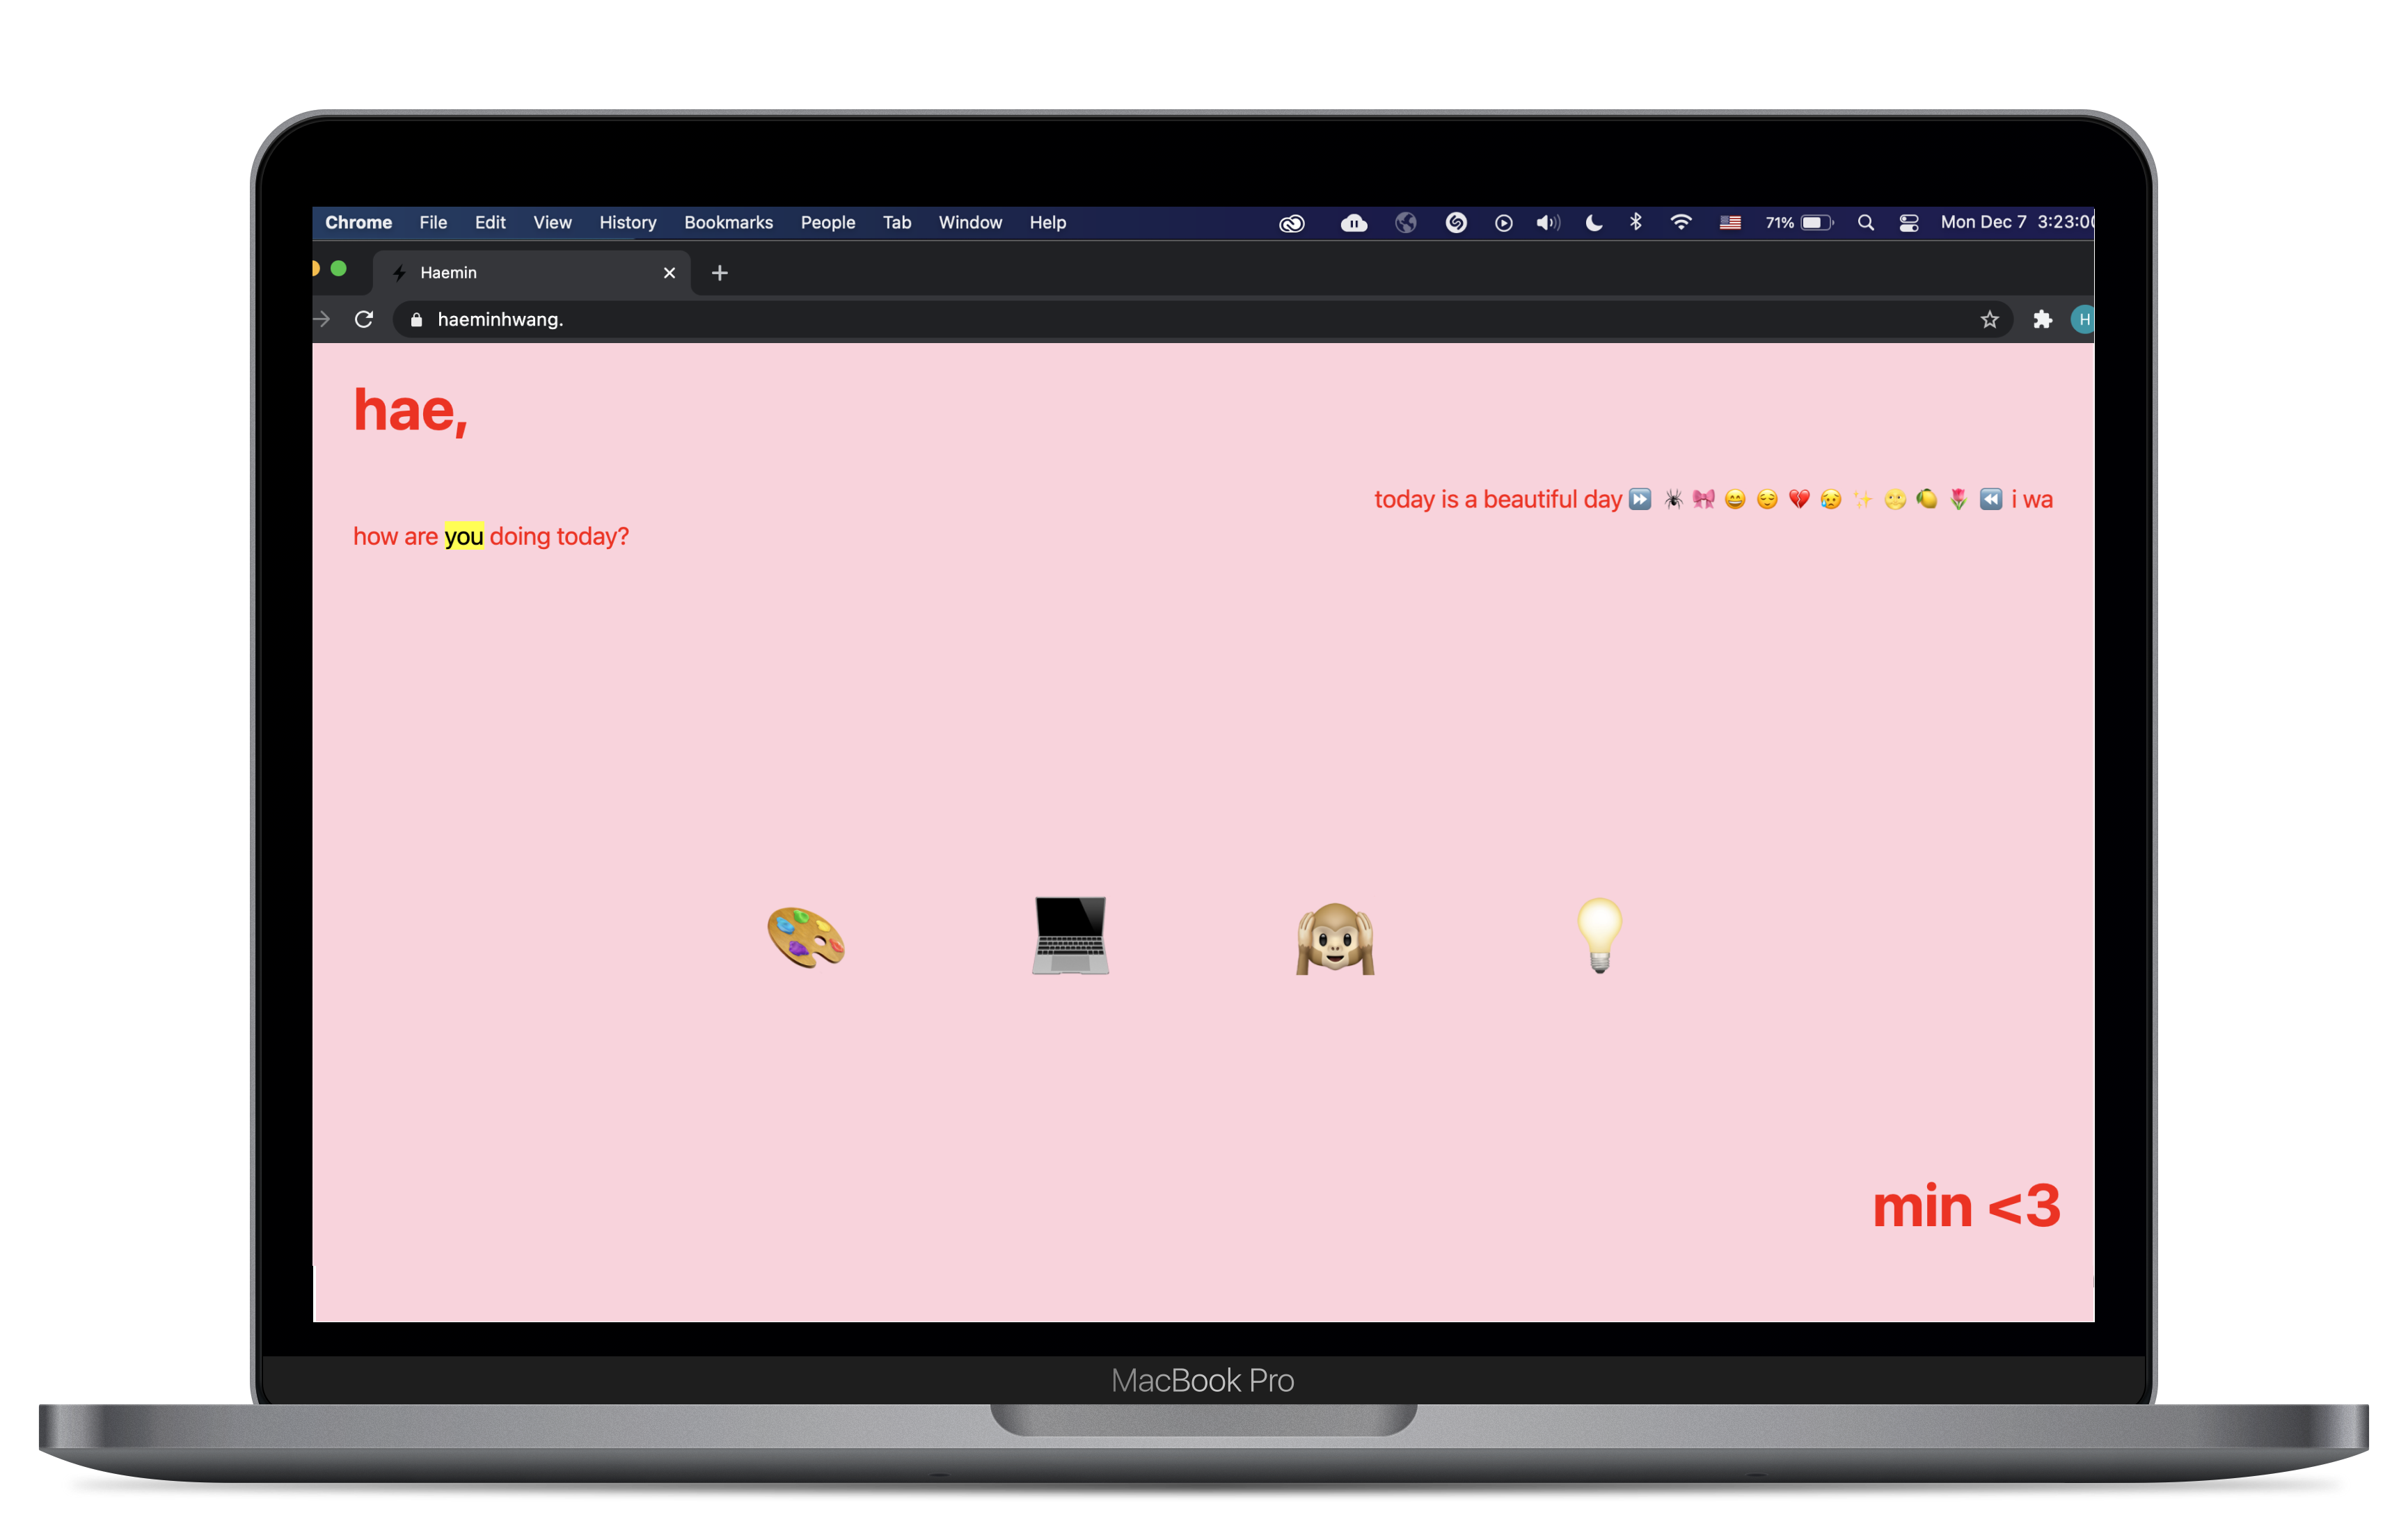 Chrome File Edit View History Bookmarks People Tab Window Help 71% Mon Dec 7 3:23:00
Haemin
haeminhwang. H
hae,
today is a beautiful day ⏩ 🕷 🎀 😄 😌 💔 😥 ✨ 🌝 🍋 🌷 ⏪ i wa
how are you doing today?
min <3
MacBook Pro